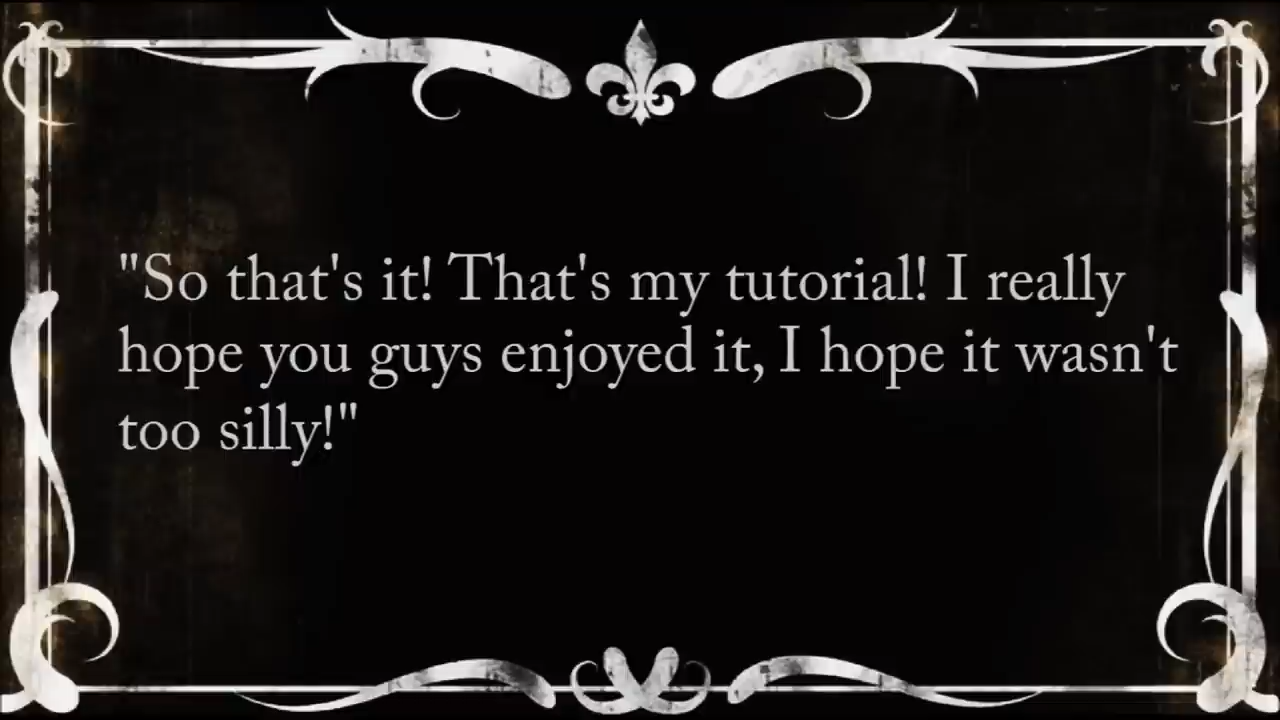 "So that's it! That's my tutorial! I really
hope you guys enjoyed it, I hope it wasn't
too silly!"